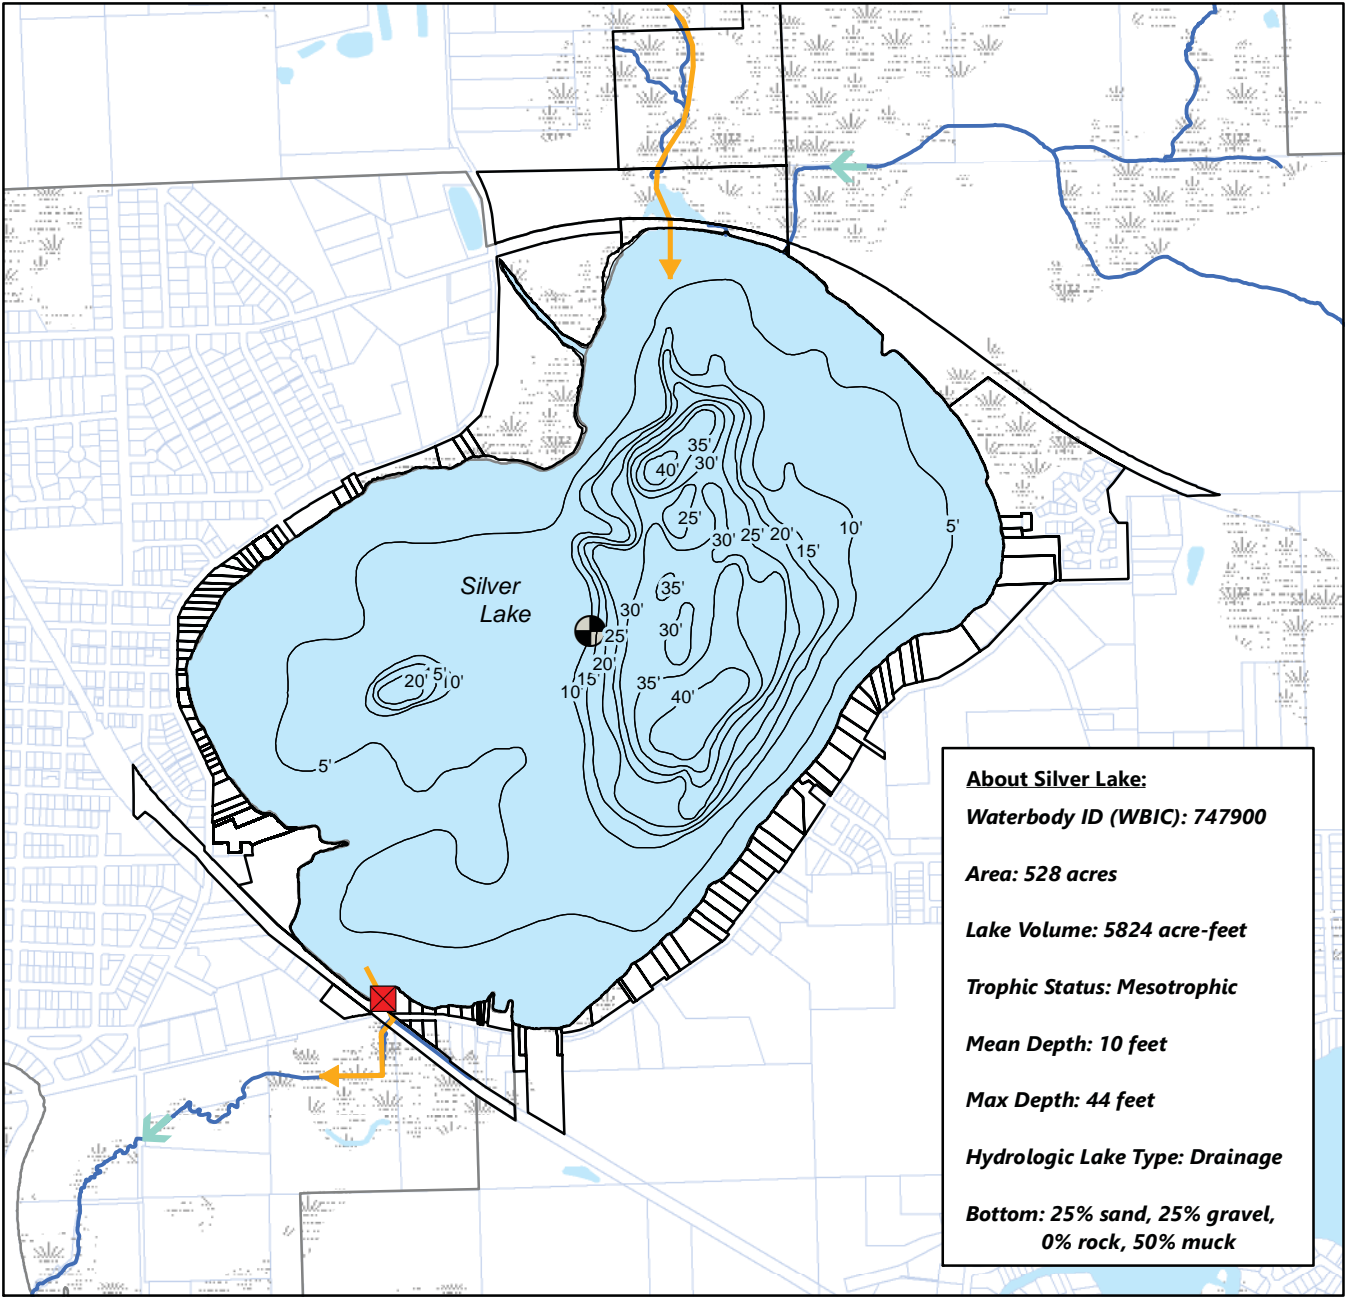 35'
40'
30'
25'
30'
25'
20'
15'
10'
5'
Silver
Lake
35'
30'
30'
25'
20'
15'
10'
20'
15'
10'
35'
40'
5'
About Silver Lake:
Waterbody ID (WBIC): 747900
Area: 528 acres
Lake Volume: 5824 acre-feet
Trophic Status: Mesotrophic
Mean Depth: 10 feet
Max Depth: 44 feet
Hydrologic Lake Type: Drainage
Bottom: 25% sand, 25% gravel,
0% rock, 50% muck